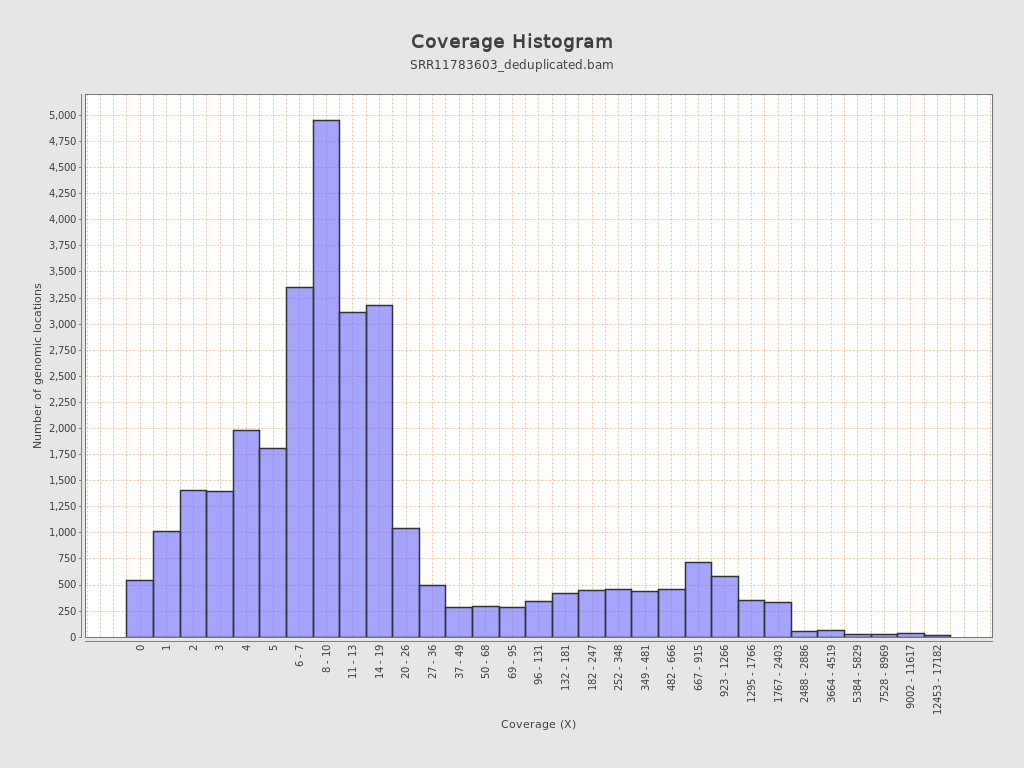 Coverage Histogram
SRR11783603_deduplicated.bam
Number of genomic locations
5,000
4,750
4,500
4,250
4,000
3,750
3,500
3,250
3,000
2,750
2,500
2,250
2,000
1,750
1,500
1,250
1,000
750
500
250
0
0
1
2
3
4
5
6 - 7
8 - 10
11 - 13
14 - 19
20 - 26
27 - 36
37 - 49
50 - 68
69 - 95
96 - 131
132 - 181
182 - 247
252 - 348
349 - 481
482 - 666
667 - 915
923 - 1266
1295 - 1766
1767 - 2403
2488 - 2886
3664 - 4519
5384 - 5829
7528 - 8969
9002 - 11617
12453 - 17182
Coverage (X)